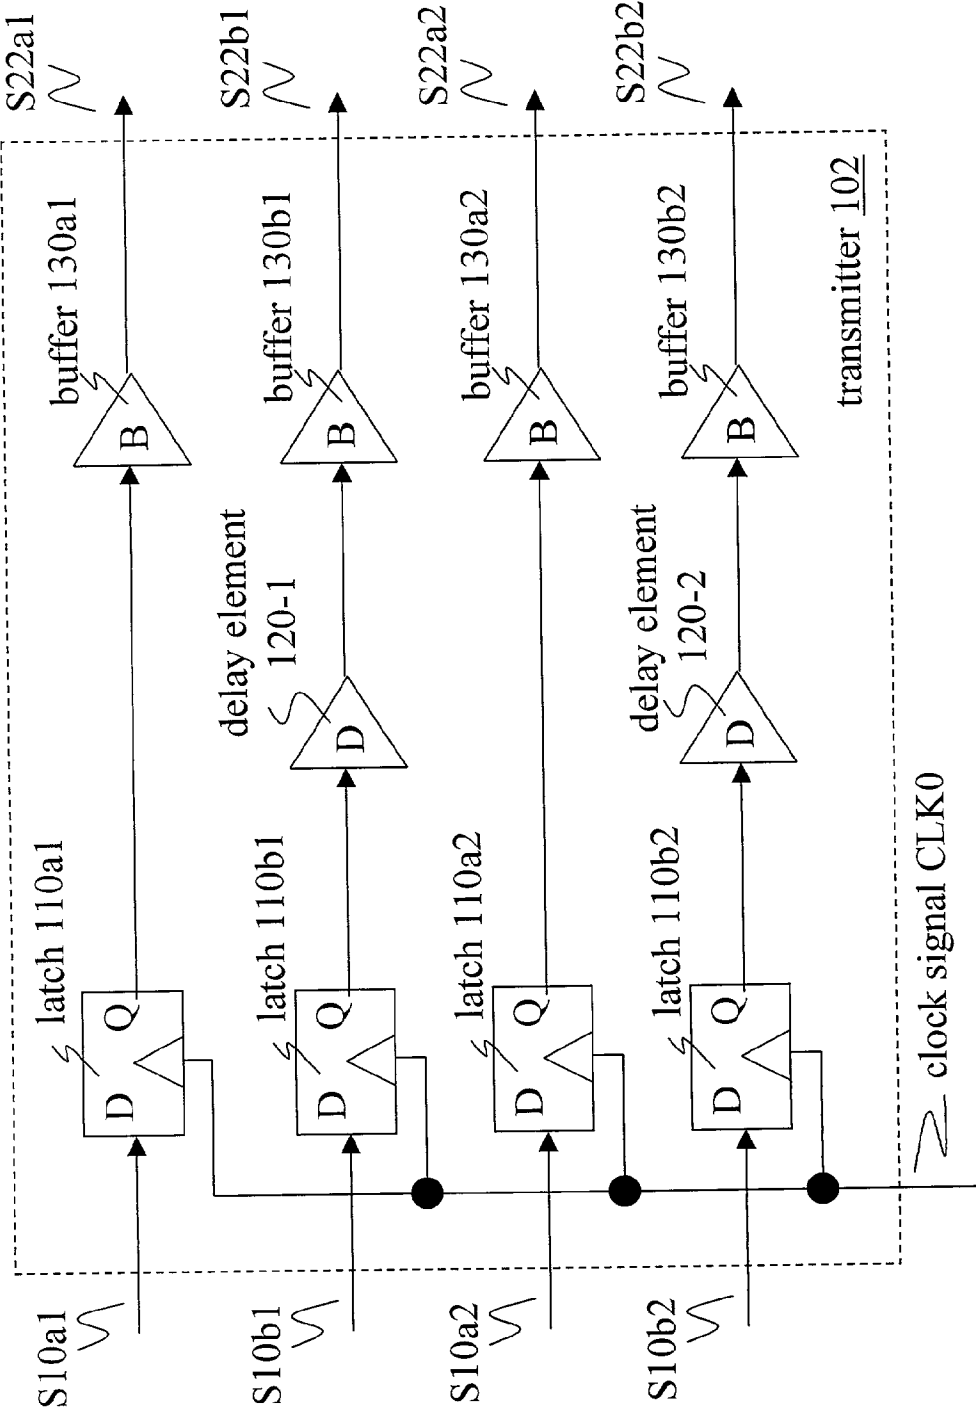 S10a1
D
Q
latch 110a1
B
buffer 130a1
S22a1
S10b1
D
Q
latch 110b1
D
delay element
120-1
B
buffer 130b1
S22b1
S10a2
D
Q
latch 110a2
B
buffer 130a2
S22a2
S10b2
D
Q
latch 110b2
D
delay element
120-2
B
buffer 130b2
S22b2
transmitter 102
clock signal CLK0